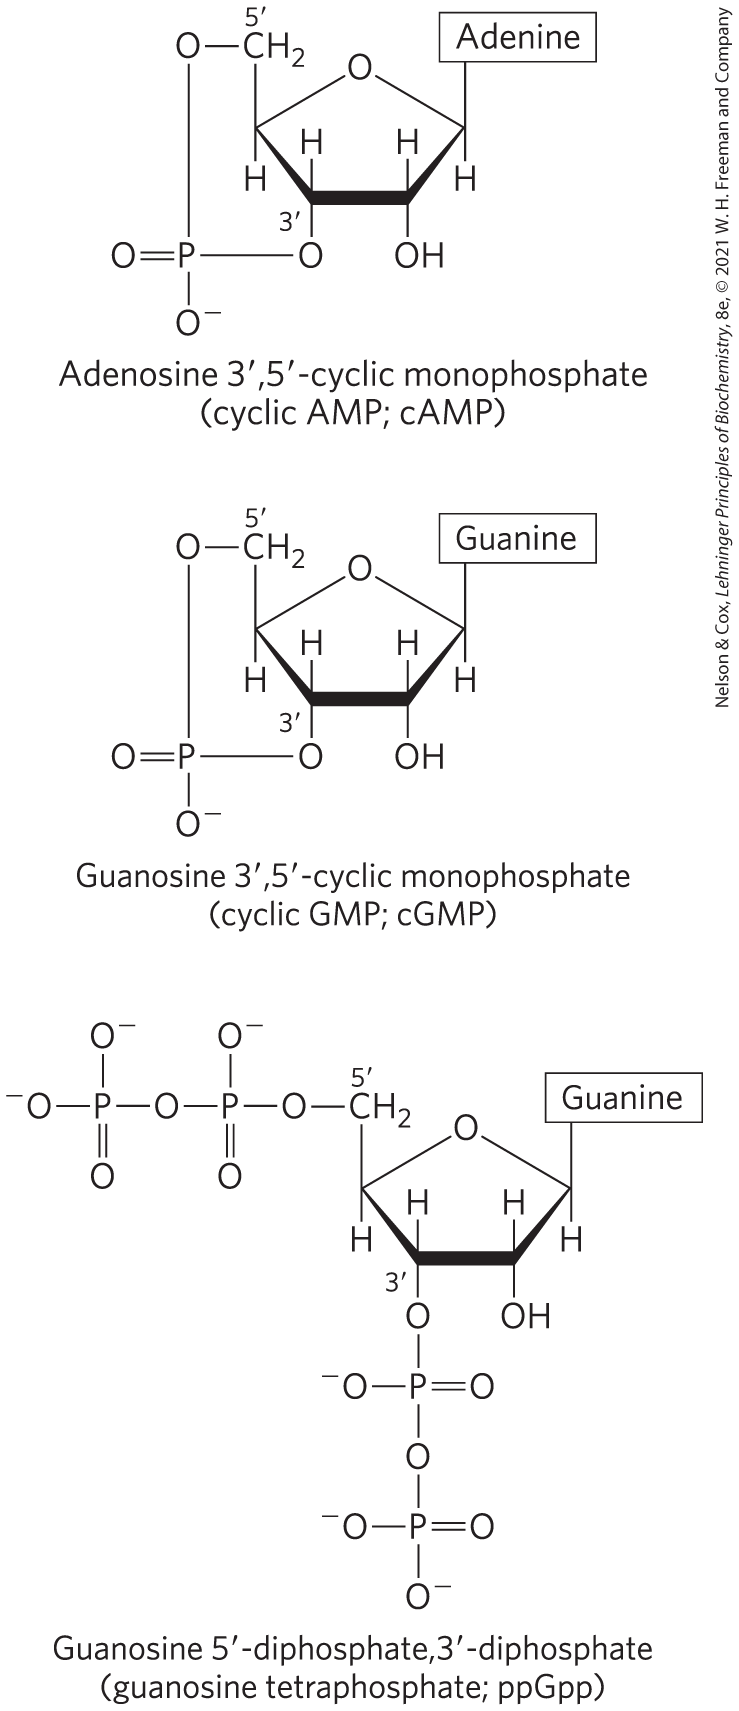 5′
O—CH₂
O
Adenine
H
H
H
H
3′
O=P—O
OH
O⁻
Adenosine 3′,5′-cyclic monophosphate
(cyclic AMP; cAMP)
5′
O—CH₂
O
Guanine
H
H
H
H
3′
O=P—O
OH
O⁻
Guanosine 3′,5′-cyclic monophosphate
(cyclic GMP; cGMP)
O⁻
O⁻
5′
⁻O—P—O—P—O—CH₂
O
O
O
Guanine
H
H
H
H
3′
O
OH
⁻O—P=O
O
⁻O—P=O
O⁻
Guanosine 5′-diphosphate,3′-diphosphate
(guanosine tetraphosphate; ppGpp)
Nelson & Cox, Lehninger Principles of Biochemistry, 8e, © 2021 W. H. Freeman and Company